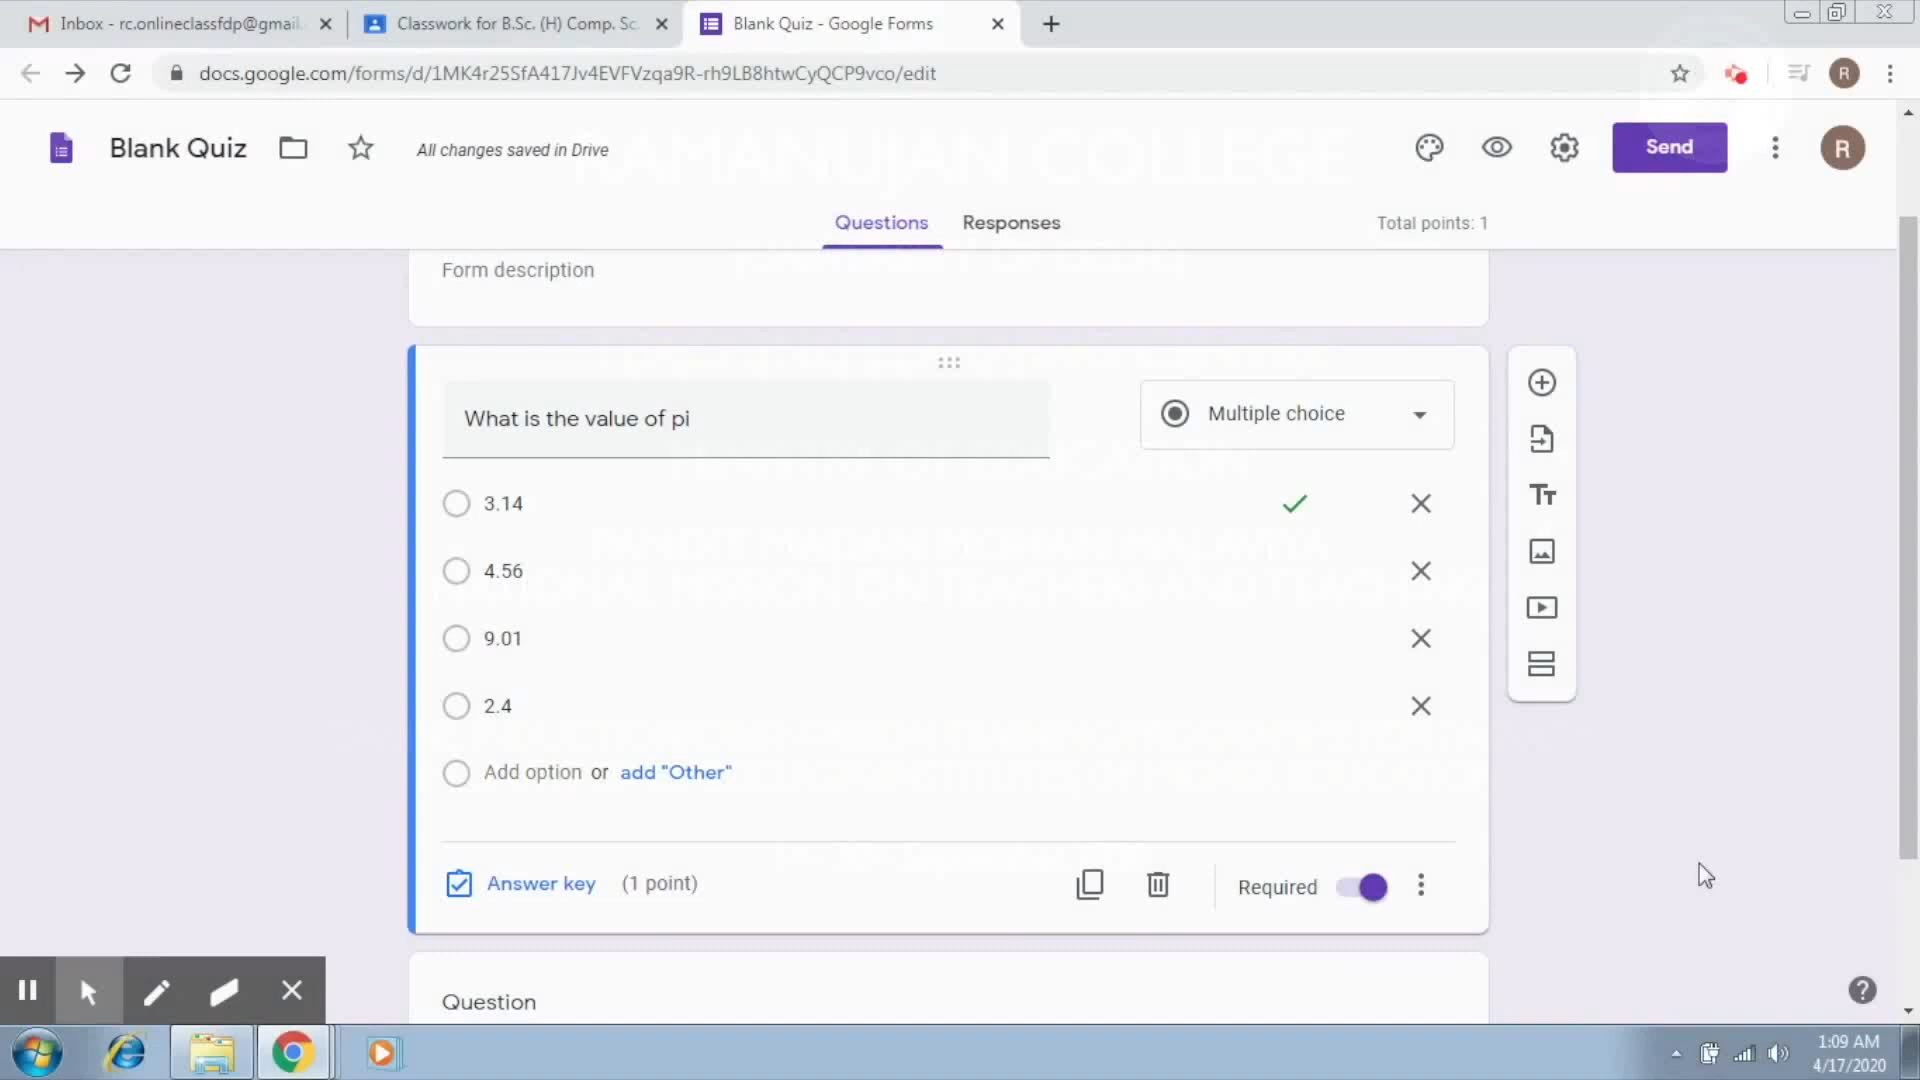 Inbox - rc.onlineclassfdp@gmail.
Classwork for B.Sc. (H) Comp. Sc.
Blank Quiz - Google Forms
docs.google.com/forms/d/1MK4r25SfA417Jv4EVFVzqa9R-rh9LB8htwCyQCP9vco/edit
R
Blank Quiz
All changes saved in Drive
Send
R
Questions
Responses
Total points: 1
Form description
What is the value of pi
Multiple choice
3.14
4.56
9.01
2.4
Add option or add "Other"
Answer key (1 point)
Required
Question
1:09 AM
4/17/2020